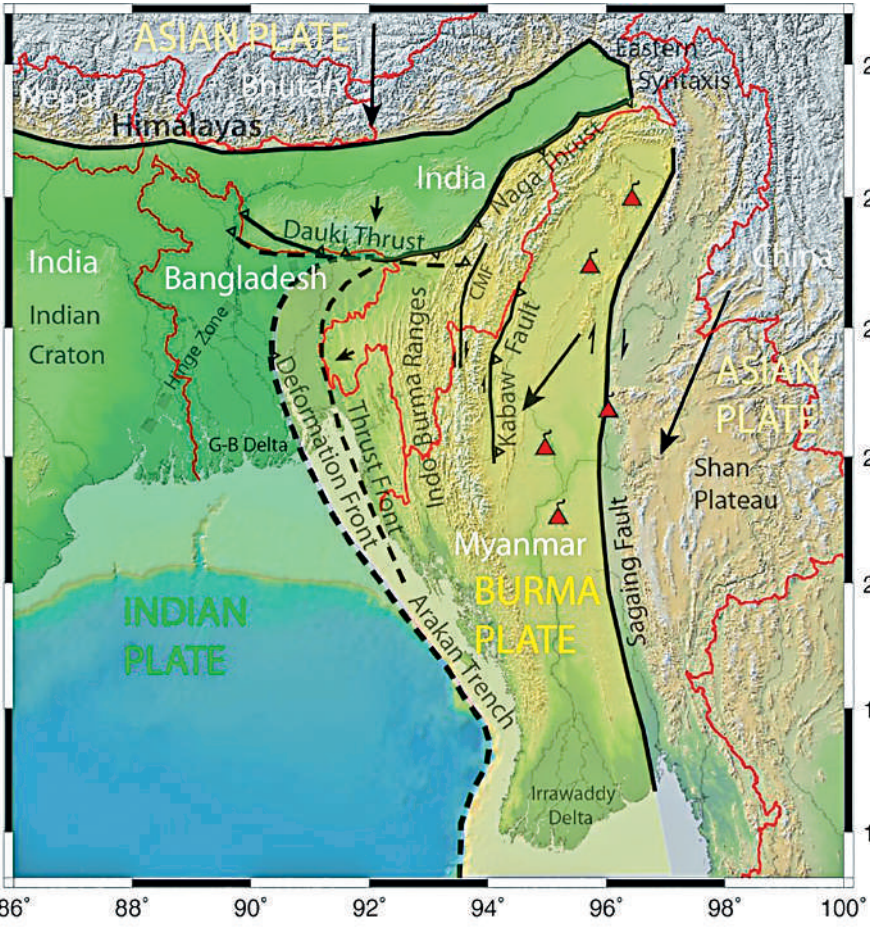 ASIAN PLATE
Eastern
Syntaxis
Nepal
Bhutan
Himalayas
India
Naga Thrust
Dauki Thrust
India
Bangladesh
China
CMF
Indian
Craton
Hinge Zone
Indo Burma Ranges
Kabaw Fault
Deformation Front
Thrust Front
ASIAN
PLATE
G-B Delta
Shan
Plateau
Myanmar
Sagaing Fault
BURMA
PLATE
INDIAN
PLATE
Arakan Trench
Irrawaddy
Delta
86°
88°
90°
92°
94°
96°
98°
100°